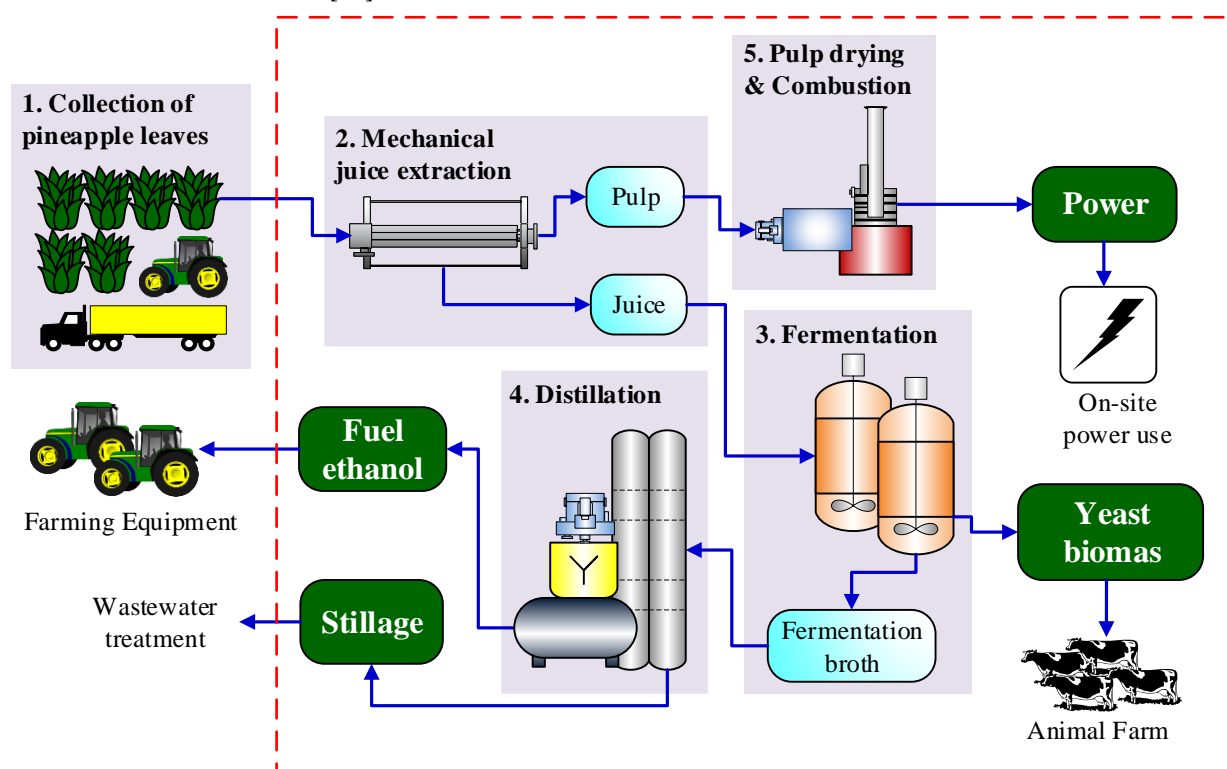 5. Pulp drying
& Combustion
1. Collection of
pineapple leaves
2. Mechanical
juice extraction
Pulp
Power
Juice
3. Fermentation
On-site
power use
4. Distillation
Fuel
ethanol
Farming Equipment
Yeast
biomas
Wastewater
treatment
Stillage
Fermentation
broth
Animal Farm